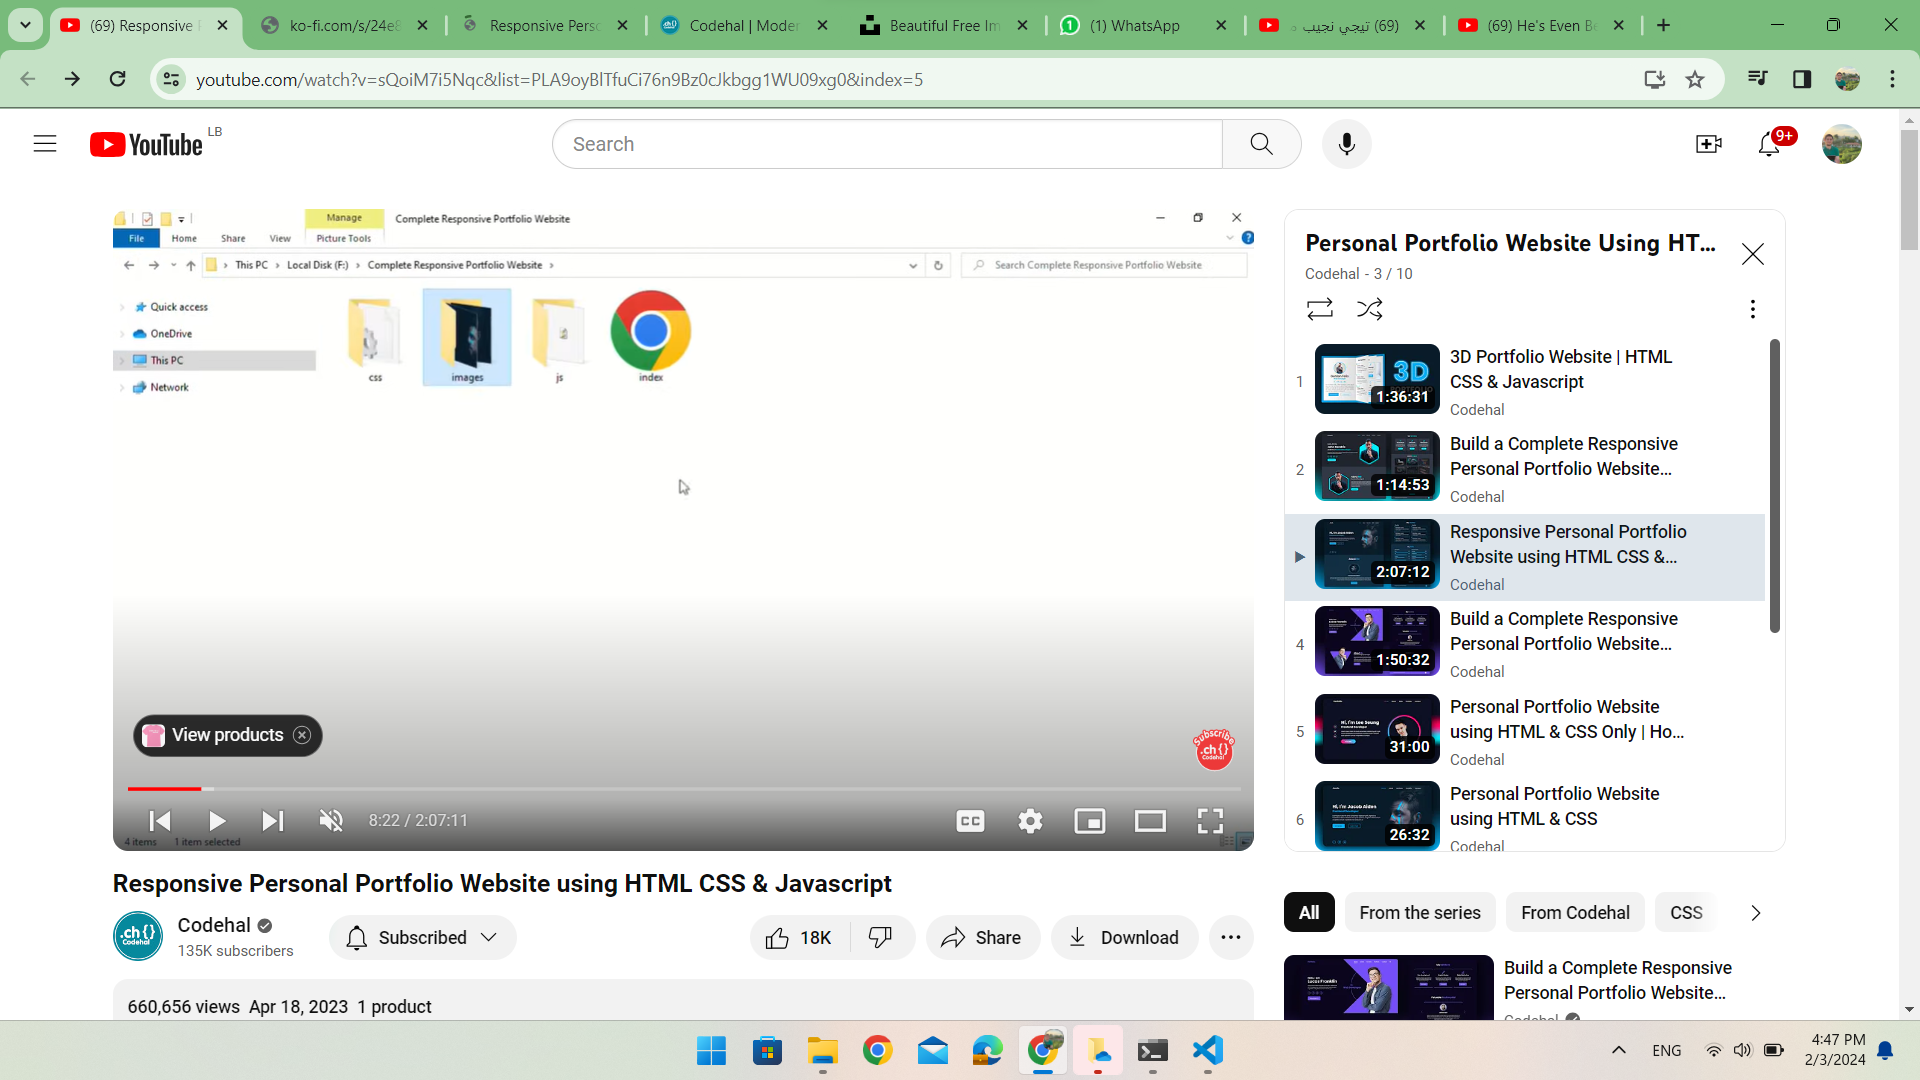 (69) Responsive P
ko-fi.com/s/24e8
Responsive Perso
Codehal | Moder
Beautiful Free Im
(1) WhatsApp
(69) تيجي نجيب
(69) He's Even Be
youtube.com/watch?v=sQoiM7i5Nqc&list=PLA9oyBlTfuCi76n9Bz0cJkbgg1WU09xg0&index=5
YouTube LB
Search
9+
Manage
Complete Responsive Portfolio Website
File Home Share View Picture Tools
This PC › Local Disk (F:) › Complete Responsive Portfolio Website ›
Search Complete Responsive Portfolio Website
Quick access
OneDrive
This PC
Network
css
images
js
index
View products
Subscribe
.ch{}
Codehal
8:22 / 2:07:11
CC
4 items 1 item selected
Personal Portfolio Website Using HT...
Codehal - 3 / 10
1
3D
1:36:31
3D Portfolio Website | HTML
CSS & Javascript
Codehal
2
1:14:53
Build a Complete Responsive
Personal Portfolio Website...
Codehal
2:07:12
Responsive Personal Portfolio
Website using HTML CSS &...
Codehal
4
1:50:32
Build a Complete Responsive
Personal Portfolio Website...
Codehal
5
31:00
Personal Portfolio Website
using HTML & CSS Only | Ho...
Codehal
6
26:32
Personal Portfolio Website
using HTML & CSS
Codehal
Responsive Personal Portfolio Website using HTML CSS & Javascript
.ch{}
Codehal
Codehal
135K subscribers
Subscribed
18K
Share
Download
660,656 views Apr 18, 2023 1 product
All
From the series
From Codehal
CSS
Build a Complete Responsive
Personal Portfolio Website...
Codehal
ENG
4:47 PM
2/3/2024